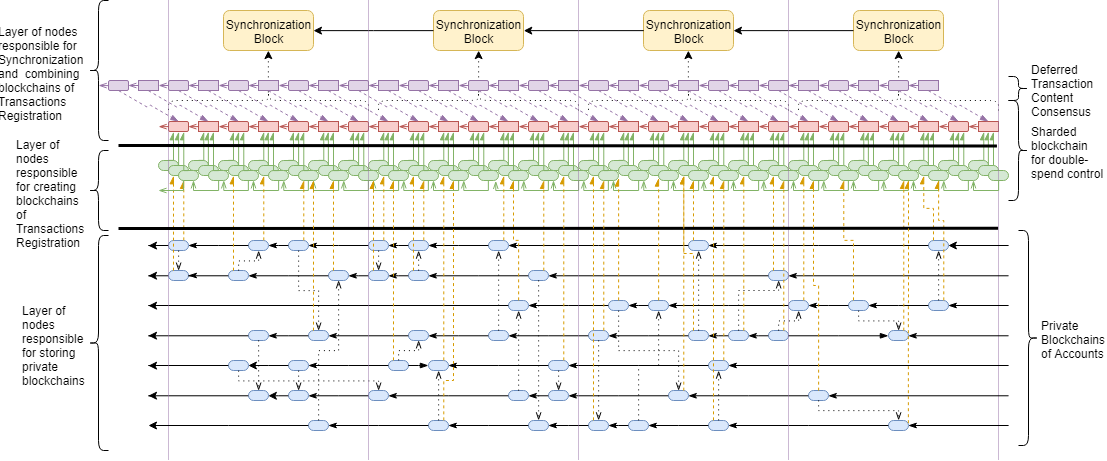 Layer of nodes
responsible for
Synchronization
and combining
blockchains of
Transactions
Registration
Synchronization
Block
Synchronization
Block
Synchronization
Block
Synchronization
Block
Deferred
Transaction
Content
Consensus
Sharded
blockchain
for double-
spend control
Layer of
nodes
responsible
for creating
blockchains
of
Transactions
Registration
Layer of
nodes
responsible
for storing
private
blockchains
Private
Blockchains
of Accounts